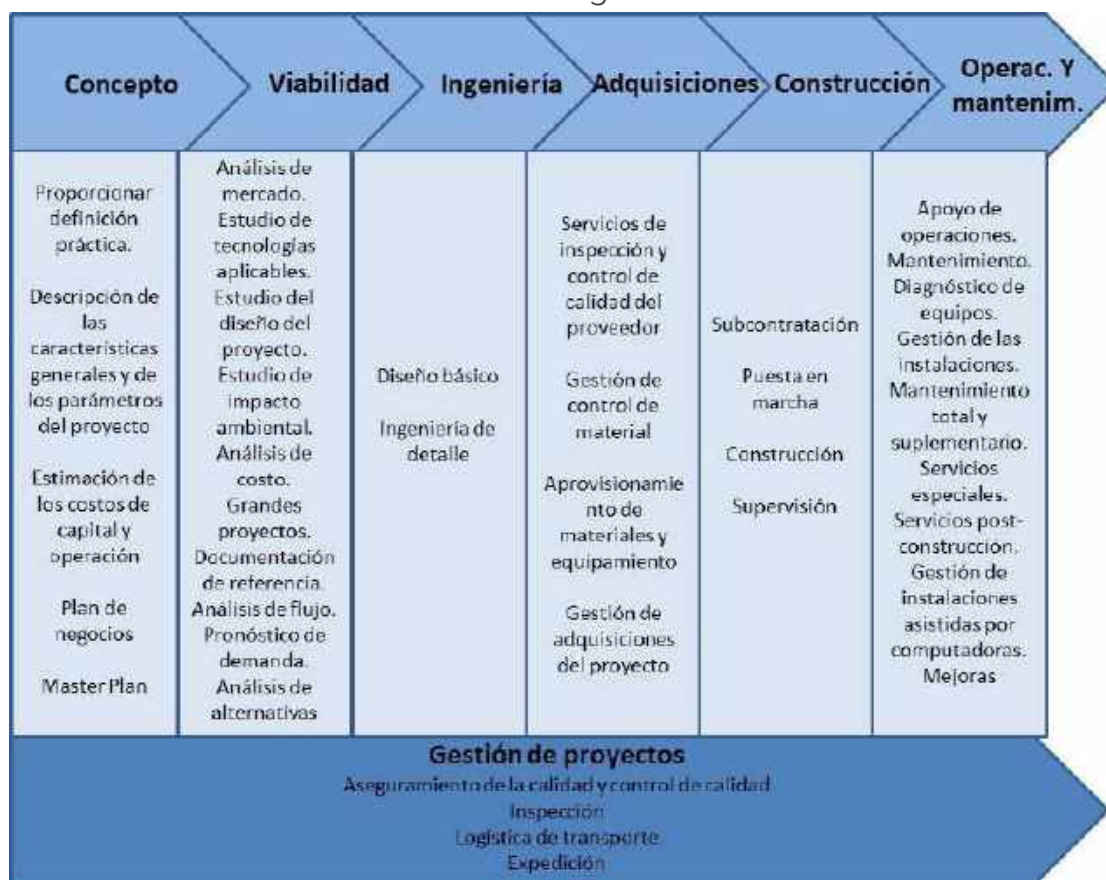 Concepto
Viabilidad
Ingeniería
Adquisiciones
Construcción
Operac. Y
mantenim.
Proporcionar
definición
práctica.
Descripción de
las
características
generales y de
los parámetros
del proyecto
Estimación de
los costos de
capital y
operación
Plan de
negocios
Master Plan
Análisis de
mercado.
Estudio de
tecnologías
aplicables.
Estudio del
diseño del
proyecto.
Estudio de
impacto
ambiental.
Análisis de
costo.
Grandes
proyectos.
Documentación
de referencia.
Análisis de flujo.
Pronóstico de
demanda.
Análisis de
alternativas
Diseño básico
Ingeniería de
detalle
Servicios de
inspección y
control de
calidad del
proveedor
Gestión de
control de
material
Aprovisionamie
nto de
materiales y
equipamiento
Gestión de
adquisiciones
del proyecto
Subcontratación
Puesta en
marcha
Construcción
Supervisión
Apoyo de
operaciones.
Mantenimiento.
Diagnóstico de
equipos.
Gestión de las
instalaciones.
Mantenimiento
total y
suplementario.
Servicios
especiales.
Servicios post-
construcción.
Gestión de
instalaciones
asistidas por
computadoras.
Mejoras
Gestión de proyectos
Aseguramiento de la calidad y control de calidad
Inspección
Logística de transporte
Expedición